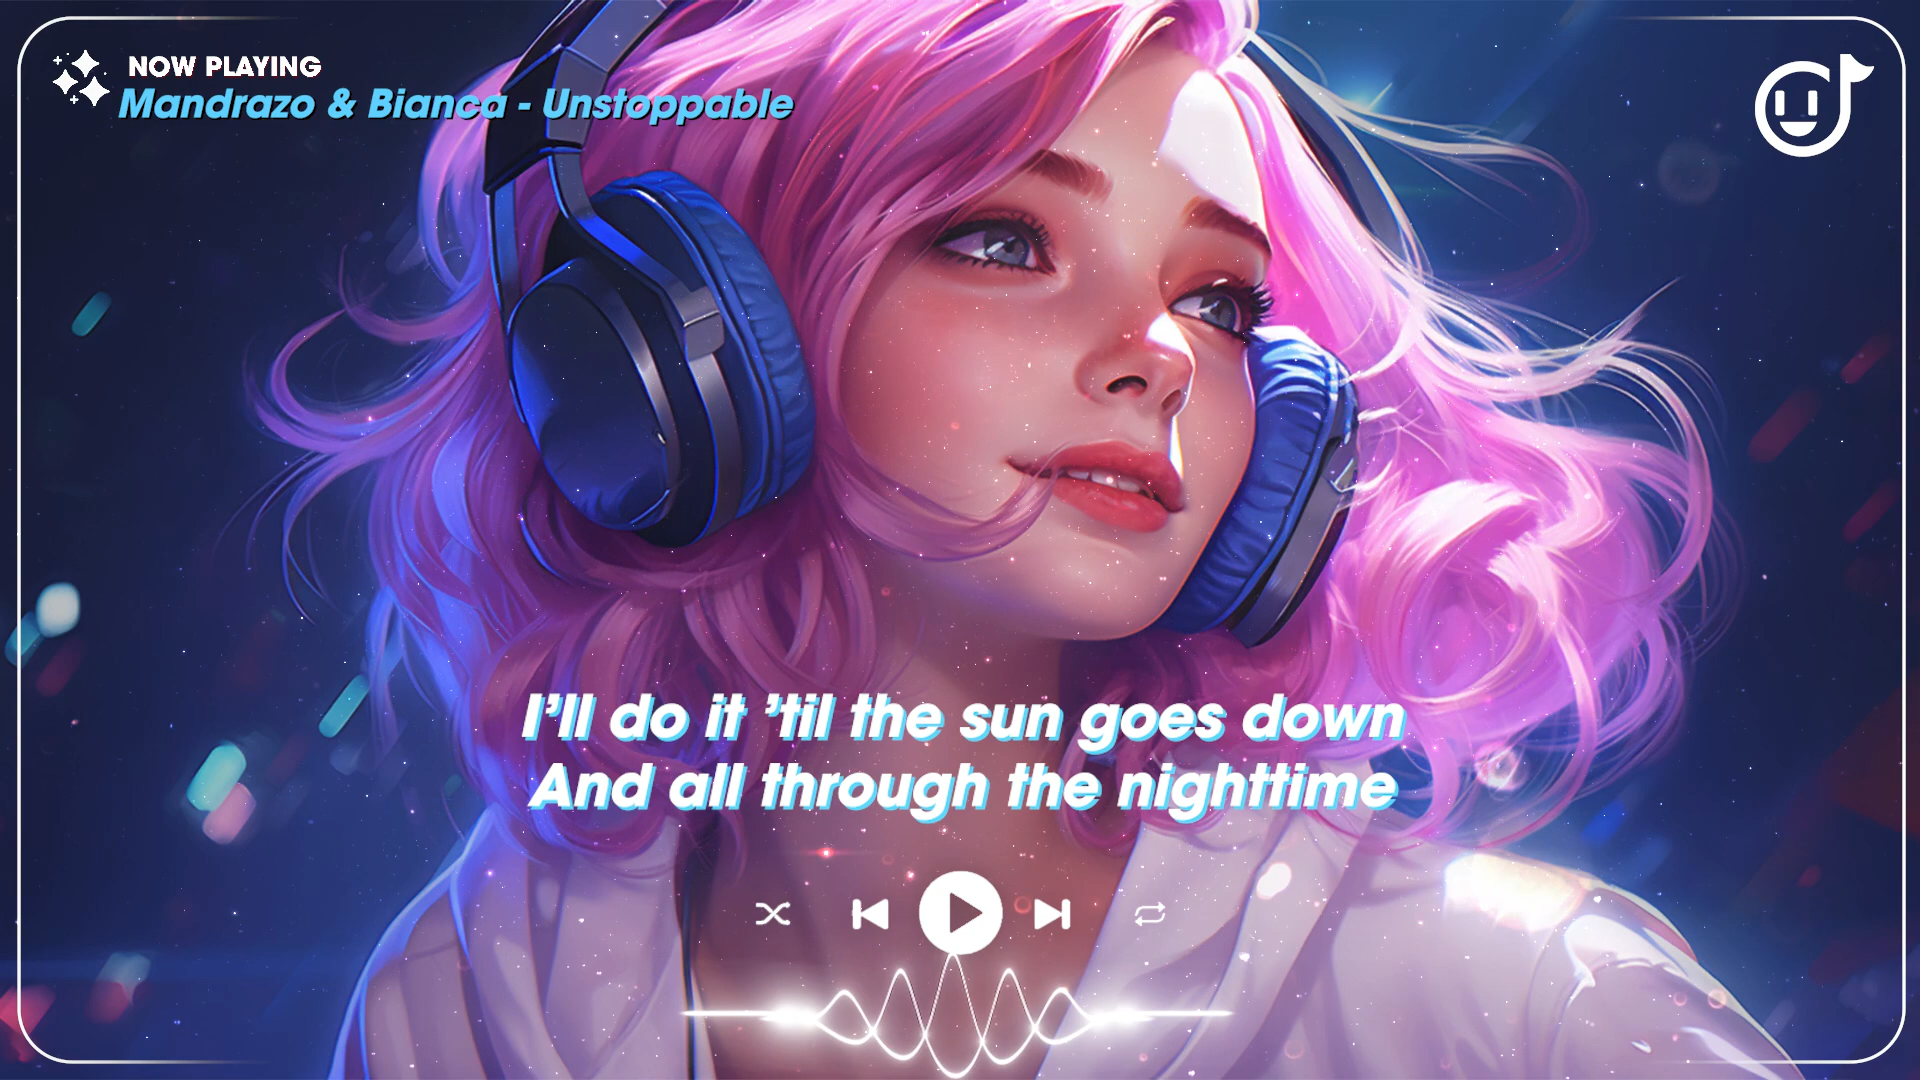 NOW PLAYING
Mandrazo & Bianca - Unstoppable
I'll do it 'til the sun goes down
And all through the nighttime